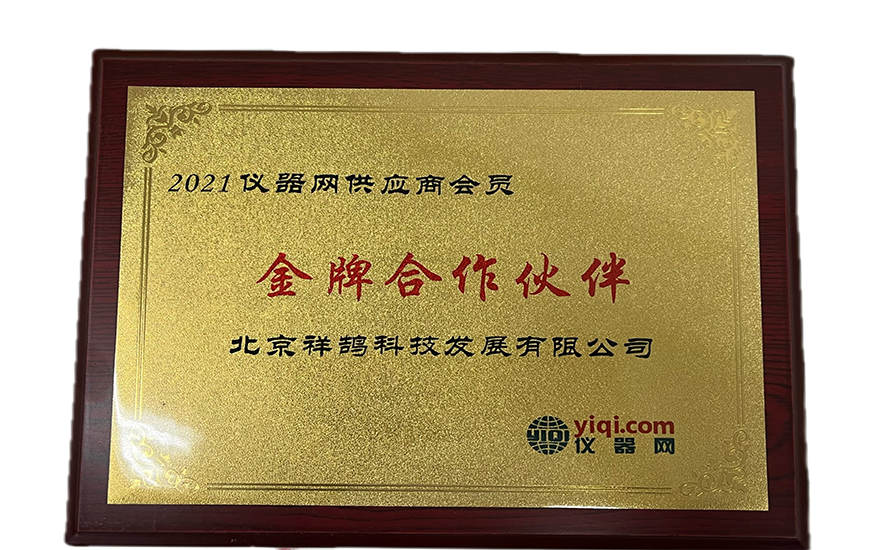 2021仪器网供应商会员
金牌合作伙伴
北京祥鹄科技发展有限公司
YIQI yiqi.com
仪器网